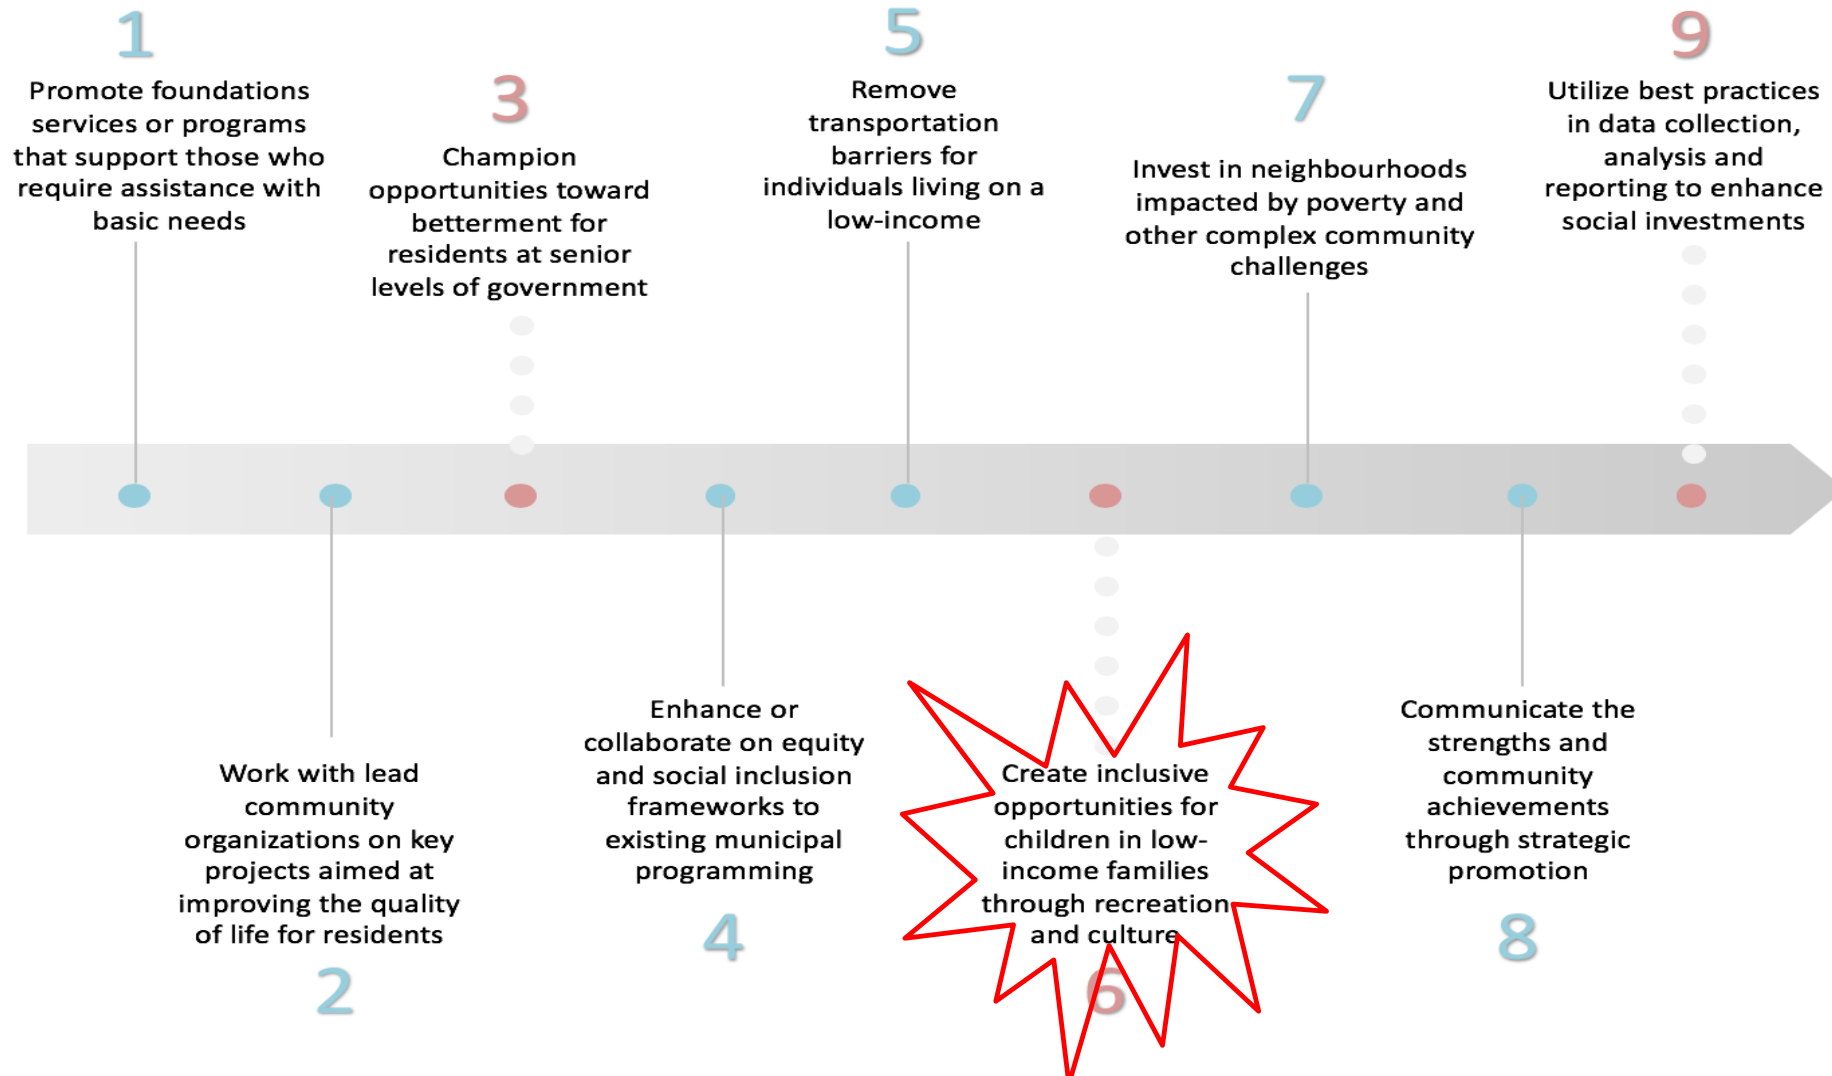 1
Promote foundations
services or programs
that support those who
require assistance with
basic needs
2
Work with lead
community
organizations on key
projects aimed at
improving the quality
of life for residents
3
Champion
opportunities toward
betterment for
residents at senior
levels of government
4
Enhance or
collaborate on equity
and social inclusion
frameworks to
existing municipal
programming
5
Remove
transportation
barriers for
individuals living on a
low-income
6
Create inclusive
opportunities for
children in low-
income families
through recreation
and culture
7
Invest in neighbourhoods
impacted by poverty and
other complex community
challenges
8
Communicate the
strengths and
community
achievements
through strategic
promotion
9
Utilize best practices
in data collection,
analysis and
reporting to enhance
social investments